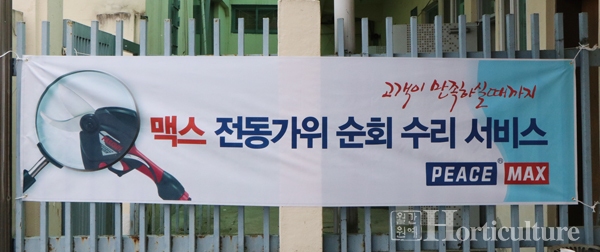 고객이 만족하실때까지
맥스 전동가위 순회 수리 서비스
PEACE® MAX
월간 원예 Horticulture